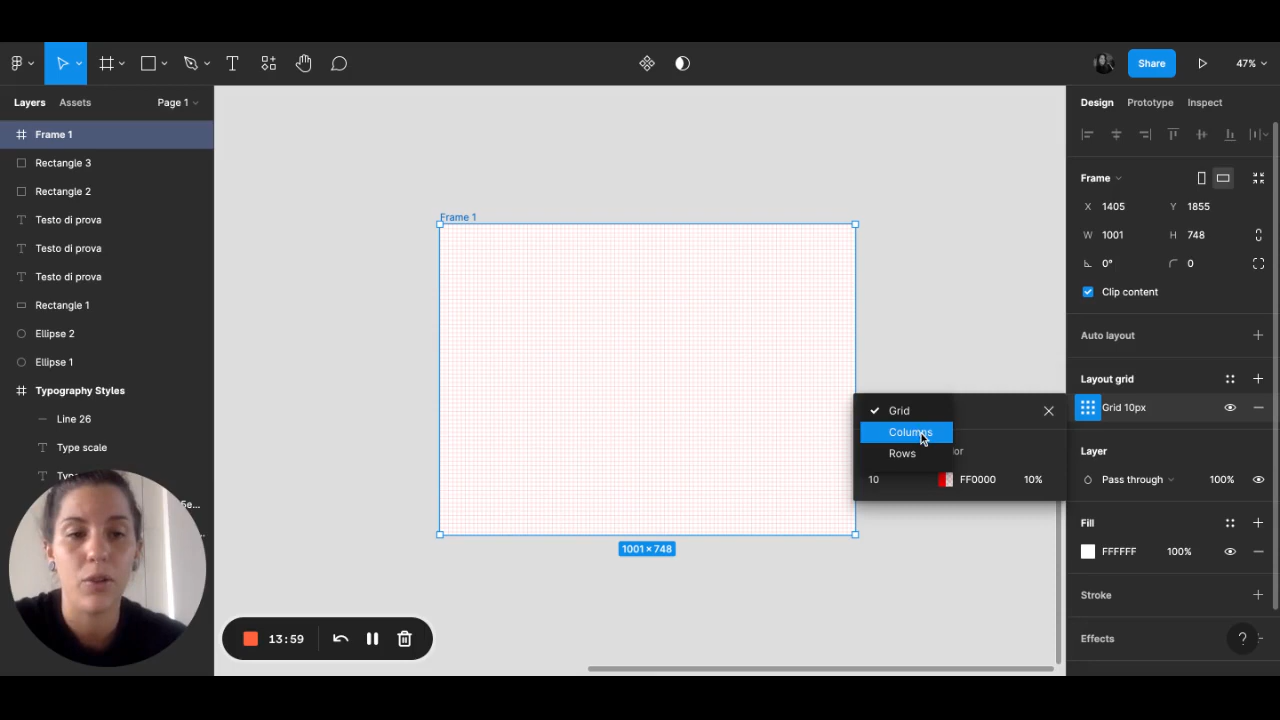 Share
47%
Layers
Assets
Page 1
Design
Prototype
Inspect
Frame 1
Rectangle 3
Rectangle 2
Testo di prova
Testo di prova
Testo di prova
Rectangle 1
Ellipse 2
Ellipse 1
Typography Styles
Line 26
Type scale
Frame 1
1001 × 748
Grid
Columns
Rows
10
FF0000
10%
13:59
Frame
X 1405
Y 1855
W 1001
H 748
0°
0
Clip content
Auto layout
Layout grid
Grid 10px
Layer
Pass through
100%
Fill
FFFFFF
100%
Stroke
Effects
?